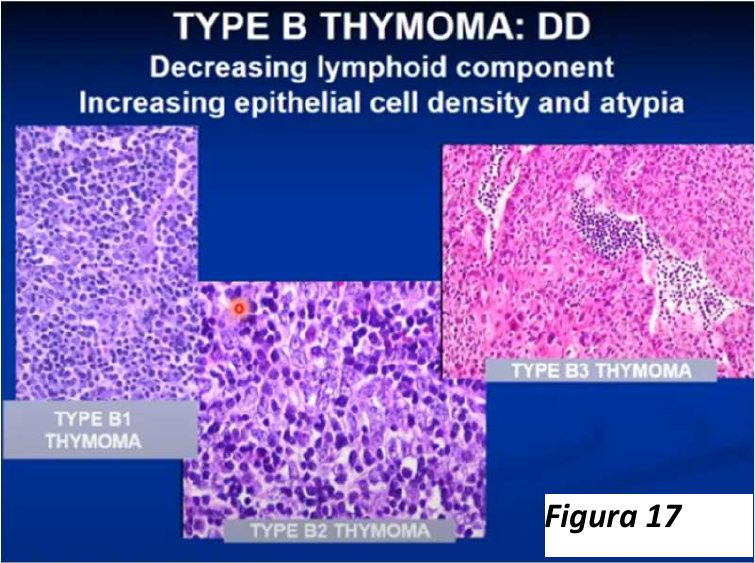 TYPE B THYMOMA: DD
Decreasing lymphoid component
Increasing epithelial cell density and atypia
TYPE B3 THYMOMA
TYPE B1
THYMOMA
TYPE B2 THYMOMA
Figura 17